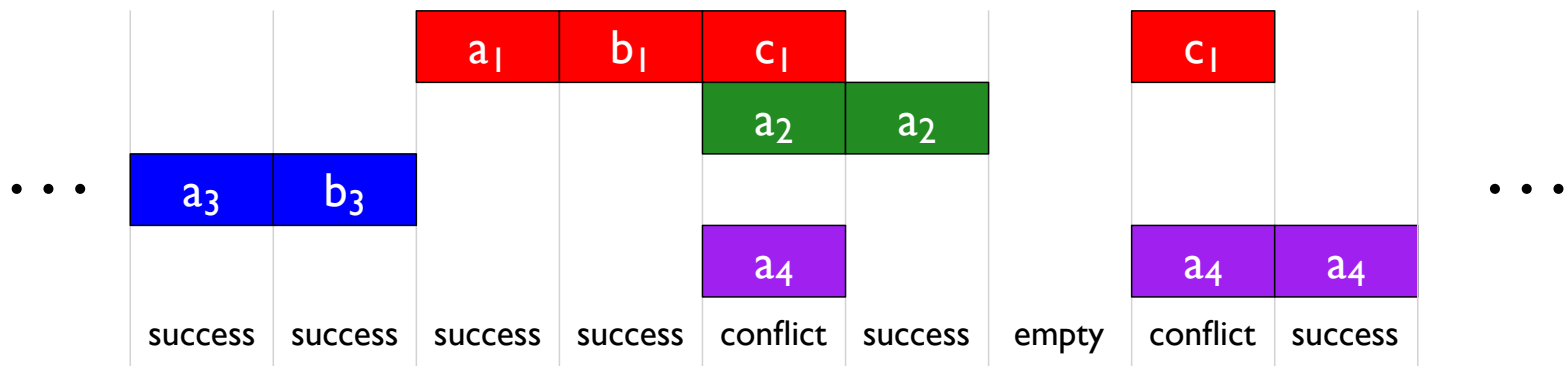 a₁ b₁ c₁ c₁
a₂ a₂
• • • a₃ b₃ • • •
a₄ a₄ a₄
success success success success conflict success empty conflict success